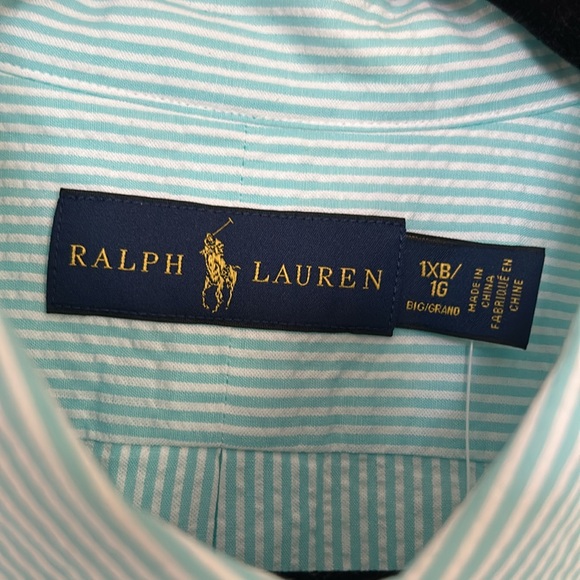 RALPH LAUREN
1XB/
1G
BIG/GRAND
MADE IN
CHINA
FABRIQUÉ EN
CHINE